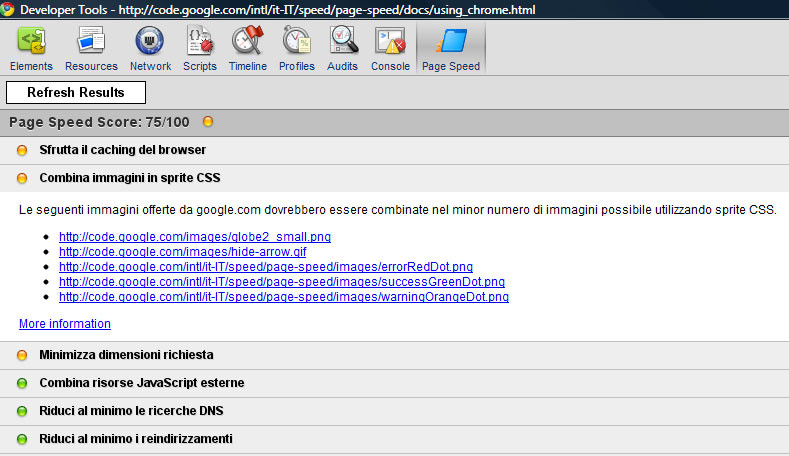 Developer Tools - http://code.google.com/intl/it-IT/speed/page-speed/docs/using_chrome.html
Elements Resources Network Scripts Timeline Profiles Audits Console Page Speed
Refresh Results
Page Speed Score: 75/100
Sfrutta il caching del browser
Combina immagini in sprite CSS
Le seguenti immagini offerte da google.com dovrebbero essere combinate nel minor numero di immagini possibile utilizzando sprite CSS.
http://code.google.com/images/globe2_small.png
http://code.google.com/images/hide-arrow.gif
http://code.google.com/intl/it-IT/speed/page-speed/images/errorRedDot.png
http://code.google.com/intl/it-IT/speed/page-speed/images/successGreenDot.png
http://code.google.com/intl/it-IT/speed/page-speed/images/warningOrangeDot.png
More information
Minimizza dimensioni richiesta
Combina risorse JavaScript esterne
Riduci al minimo le ricerche DNS
Riduci al minimo i reindirizzamenti